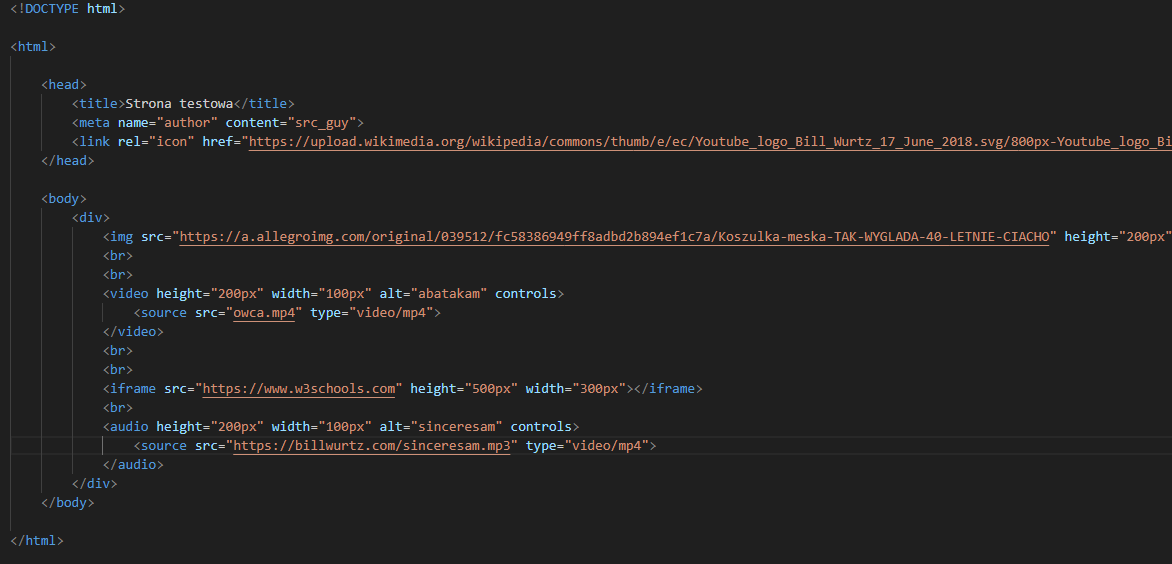 <!DOCTYPE html>
<html>
<head>
<title>Strona testowa</title>
<meta name="author" content="src_guy">
<link rel="icon" href="https://upload.wikimedia.org/wikipedia/commons/thumb/e/ec/Youtube_logo_Bill_Wurtz_17_June_2018.svg/800px-Youtube_logo_Bi
</head>
<body>
<div>
<img src="https://a.allegroimg.com/original/039512/fc58386949ff8adbd2b894ef1c7a/Koszulka-meska-TAK-WYGLADA-40-LETNIE-CIACHO" height="200px"
<br>
<br>
<video height="200px" width="100px" alt="abatakam" controls>
<source src="owca.mp4" type="video/mp4">
</video>
<br>
<br>
<iframe src="https://www.w3schools.com" height="500px" width="300px"></iframe>
<br>
<audio height="200px" width="100px" alt="sinceresam" controls>
<source src="https://billwurtz.com/sinceresam.mp3" type="video/mp4">
</audio>
</div>
</body>
</html>